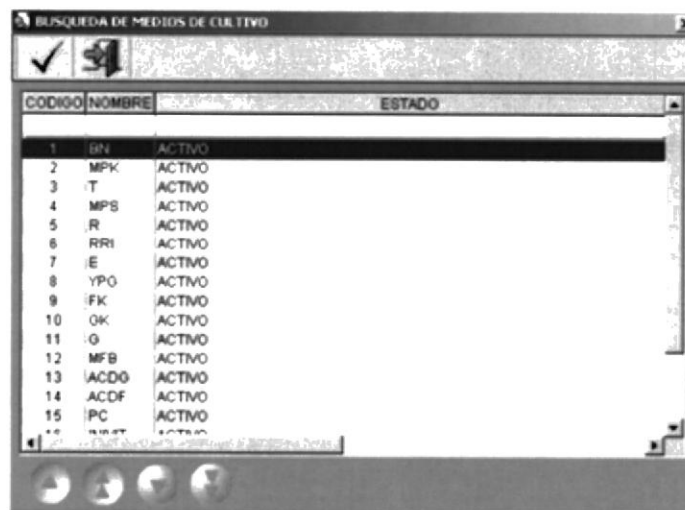 BUSQUEDA DE MEDIOS DE CULTIVO
CODIGO NOMBRE ESTADO
1 BN ACTIVO
2 MPK ACTIVO
3 T ACTIVO
4 MPS ACTIVO
5 R ACTIVO
6 RRI ACTIVO
7 E ACTIVO
8 YPG ACTIVO
9 FK ACTIVO
10 GK ACTIVO
11 G ACTIVO
12 MFB ACTIVO
13 ACDG ACTIVO
14 ACDF ACTIVO
15 PC ACTIVO